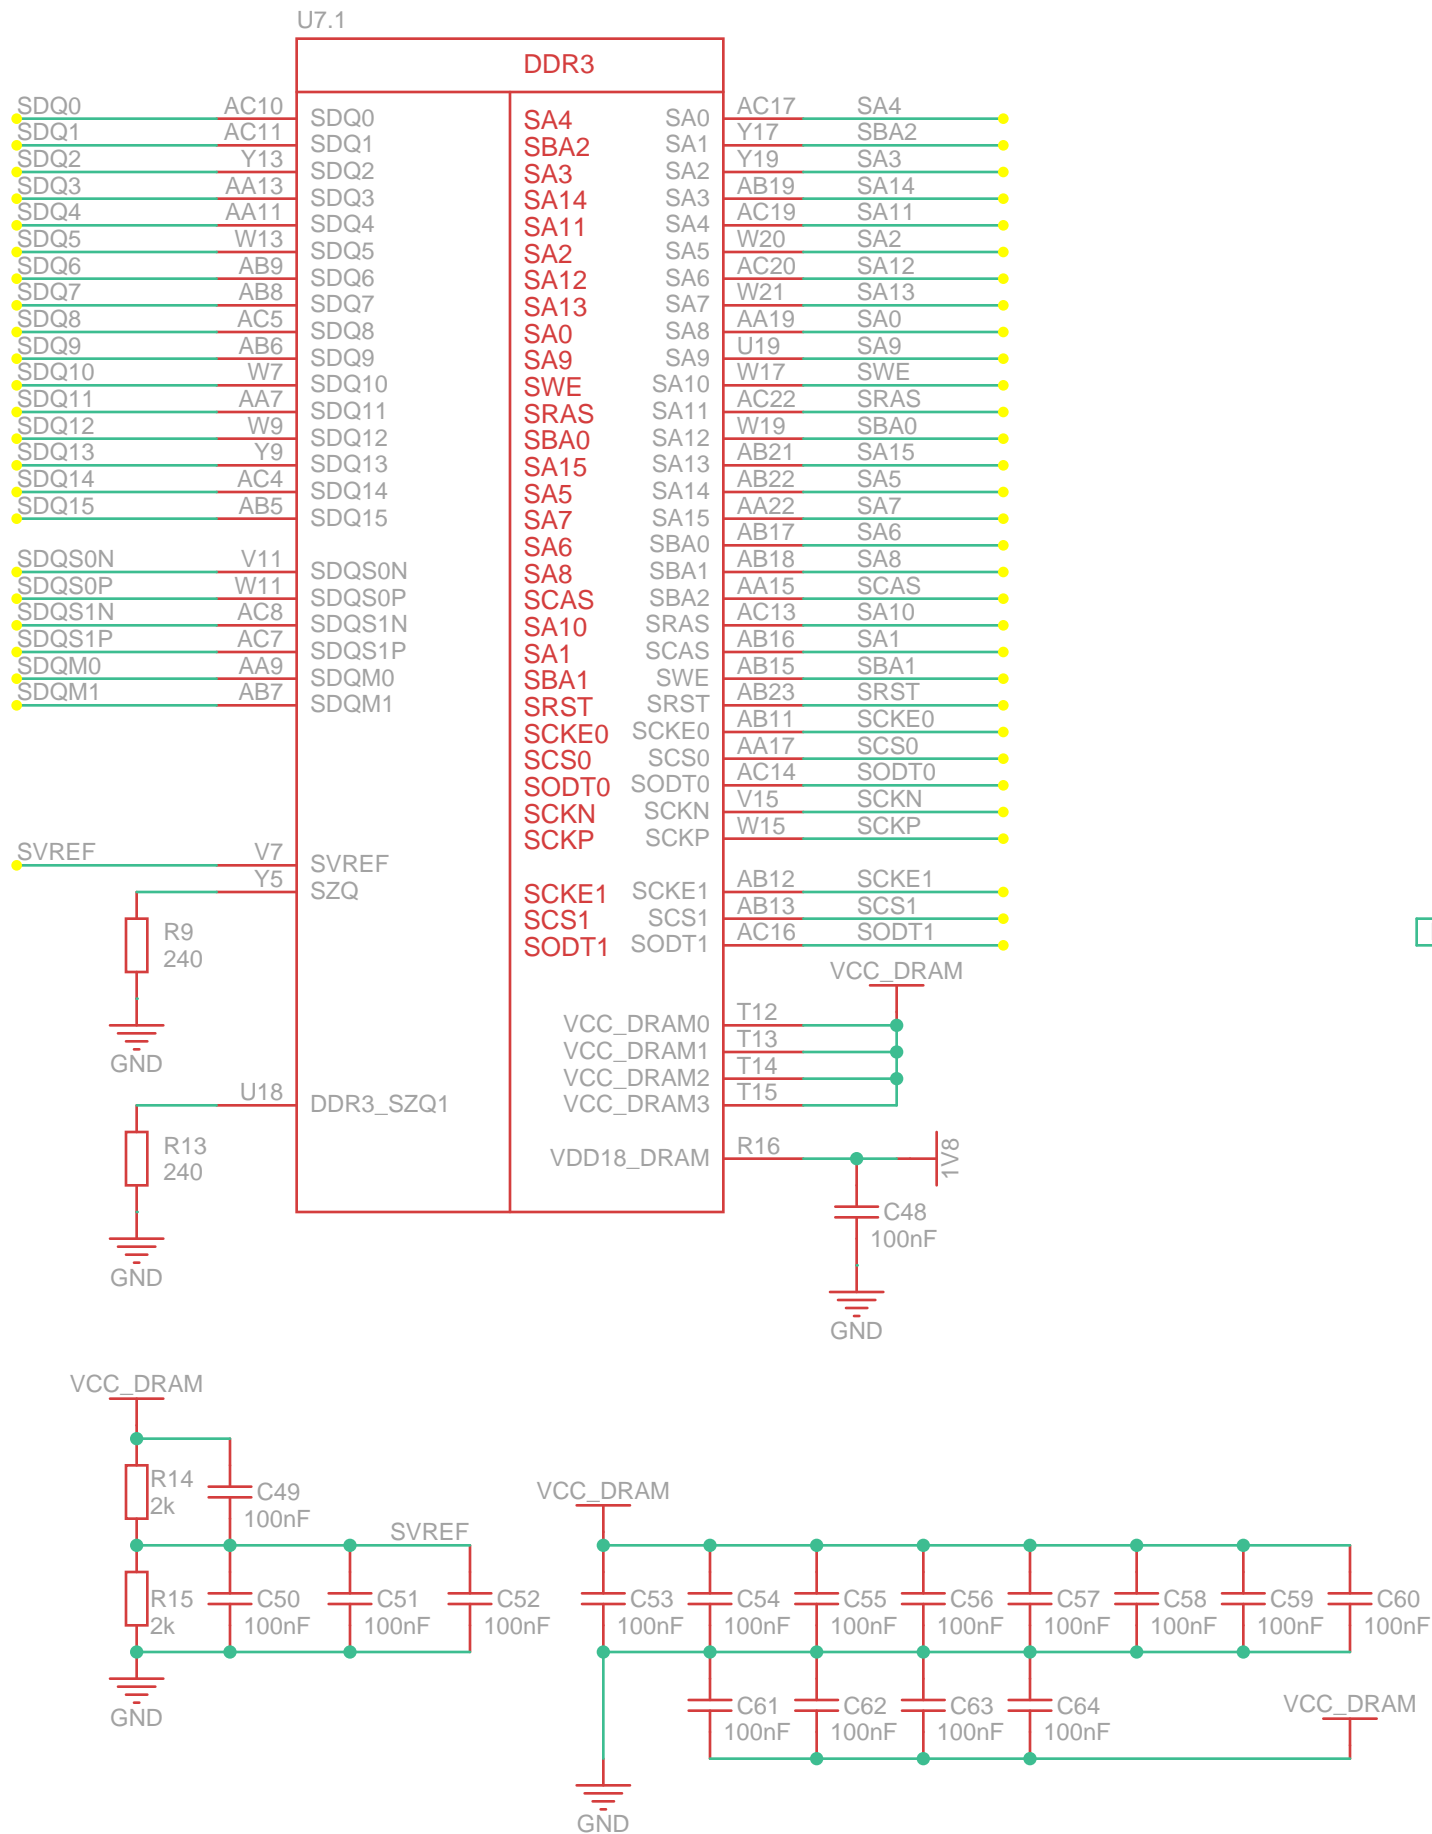 U7.1
DDR3
SDQ0 AC10 SDQ0 SA4 SA0 AC17 SA4
SDQ1 AC11 SDQ1 SBA2 SA1 Y17 SBA2
SDQ2 Y13 SDQ2 SA3 SA2 Y19 SA3
SDQ3 AA13 SDQ3 SA14 SA3 AB19 SA14
SDQ4 AA11 SDQ4 SA11 SA4 AC19 SA11
SDQ5 W13 SDQ5 SA2 SA5 W20 SA2
SDQ6 AB9 SDQ6 SA12 SA6 AC20 SA12
SDQ7 AB8 SDQ7 SA13 SA7 W21 SA13
SDQ8 AC5 SDQ8 SA0 SA8 AA19 SA0
SDQ9 AB6 SDQ9 SA9 SA9 U19 SA9
SDQ10 W7 SDQ10 SWE SA10 W17 SWE
SDQ11 AA7 SDQ11 SRAS SA11 AC22 SRAS
SDQ12 W9 SDQ12 SBA0 SA12 W19 SBA0
SDQ13 Y9 SDQ13 SA15 SA13 AB21 SA15
SDQ14 AC4 SDQ14 SA5 SA14 AB22 SA5
SDQ15 AB5 SDQ15 SA7 SA15 AA22 SA7
SA6 SBA0 AB17 SA6
SDQS0N V11 SDQS0N SA8 SBA1 AB18 SA8
SDQS0P W11 SDQS0P SCAS SBA2 AA15 SCAS
SDQS1N AC8 SDQS1N SA10 SRAS AC13 SA10
SDQS1P AC7 SDQS1P SA1 SCAS AB16 SA1
SDQM0 AA9 SDQM0 SBA1 SWE AB15 SBA1
SDQM1 AB7 SDQM1 SRST SRST AB23 SRST
SCKE0 SCKE0 AB11 SCKE0
SCS0 SCS0 AA17 SCS0
SODT0 SODT0 AC14 SODT0
SCKN SCKN V15 SCKN
SCKP SCKP W15 SCKP
SVREF V7 SVREF
Y5 SZQ SCKE1 SCKE1 AB12 SCKE1
SCS1 SCS1 AB13 SCS1
R9 SODT1 SODT1 AC16 SODT1
240 VCC_DRAM
VCC_DRAM0 T12
VCC_DRAM1 T13
GND
VCC_DRAM2 T14
U18 DDR3_SZQ1 VCC_DRAM3 T15
R13 VDD18_DRAM R16 1V8
240
C48
100nF
GND
GND
VCC_DRAM
R14 C49
2k 100nF
VCC_DRAM
SVREF
R15 C50 C51 C52 C53 C54 C55 C56 C57 C58 C59 C60
2k 100nF 100nF 100nF 100nF 100nF 100nF 100nF 100nF 100nF 100nF 100nF
GND
C61 C62 C63 C64 VCC_DRAM
100nF 100nF 100nF 100nF
GND